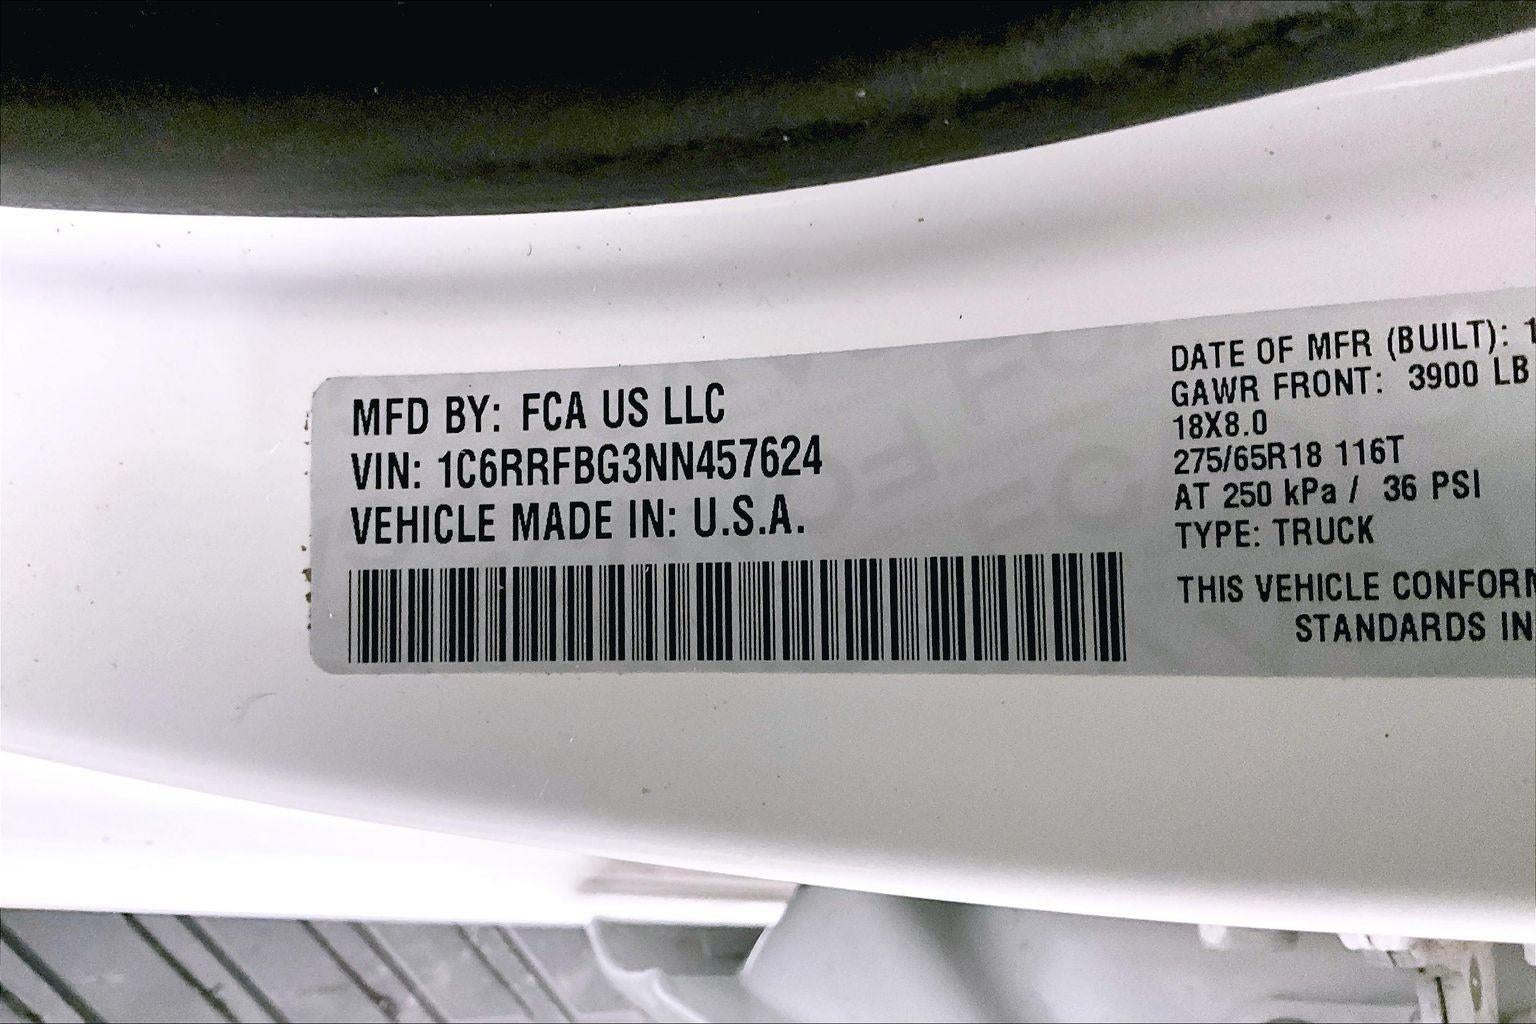 MFD BY: FCA US LLC
VIN: 1C6RRFBG3NN457624
VEHICLE MADE IN: U.S.A.
DATE OF MFR (BUILT): 1
GAWR FRONT: 3900 LB
18X8.0
275/65R18 116T
AT 250 kPa / 36 PSI
TYPE: TRUCK
THIS VEHICLE CONFORM
STANDARDS IN